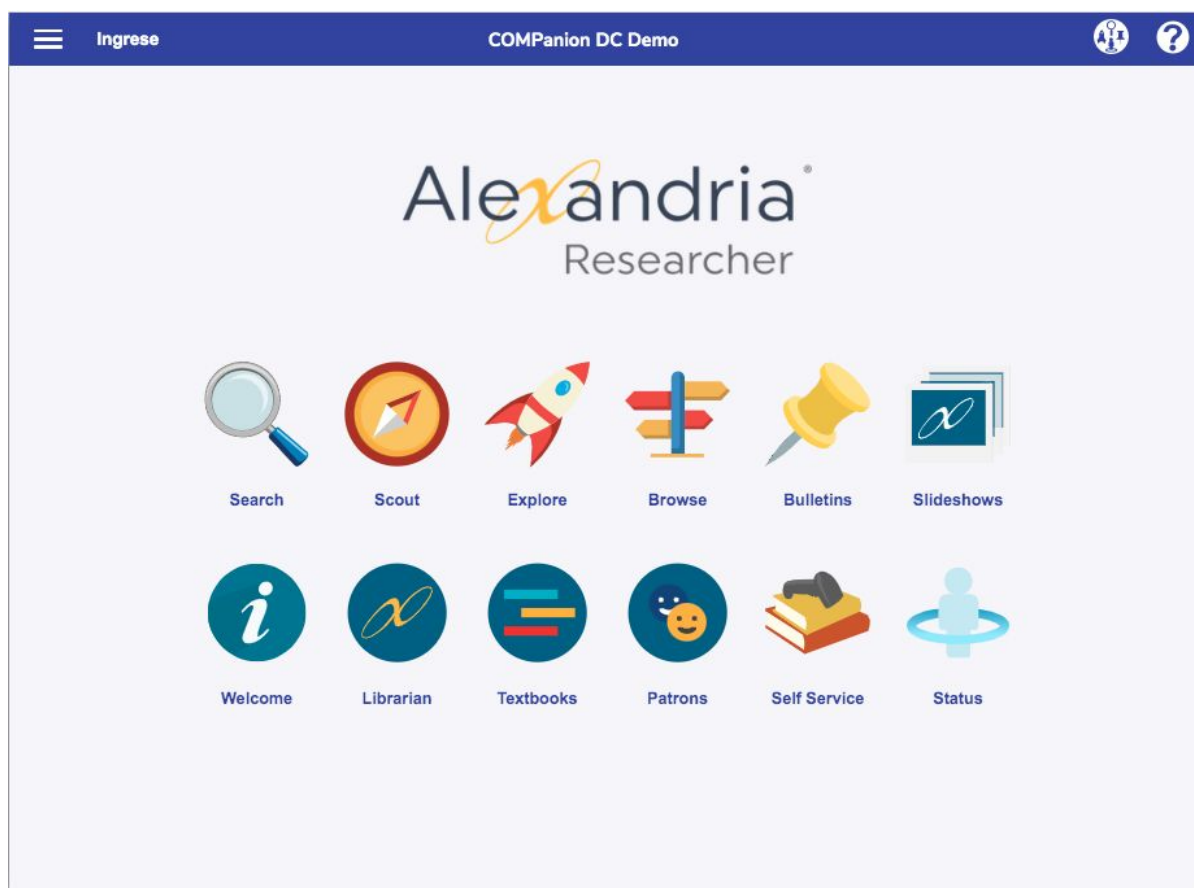 Ingrese COMPanion DC Demo
Alexandria®
Researcher
Search Scout Explore Browse Bulletins Slideshows
Welcome Librarian Textbooks Patrons Self Service Status